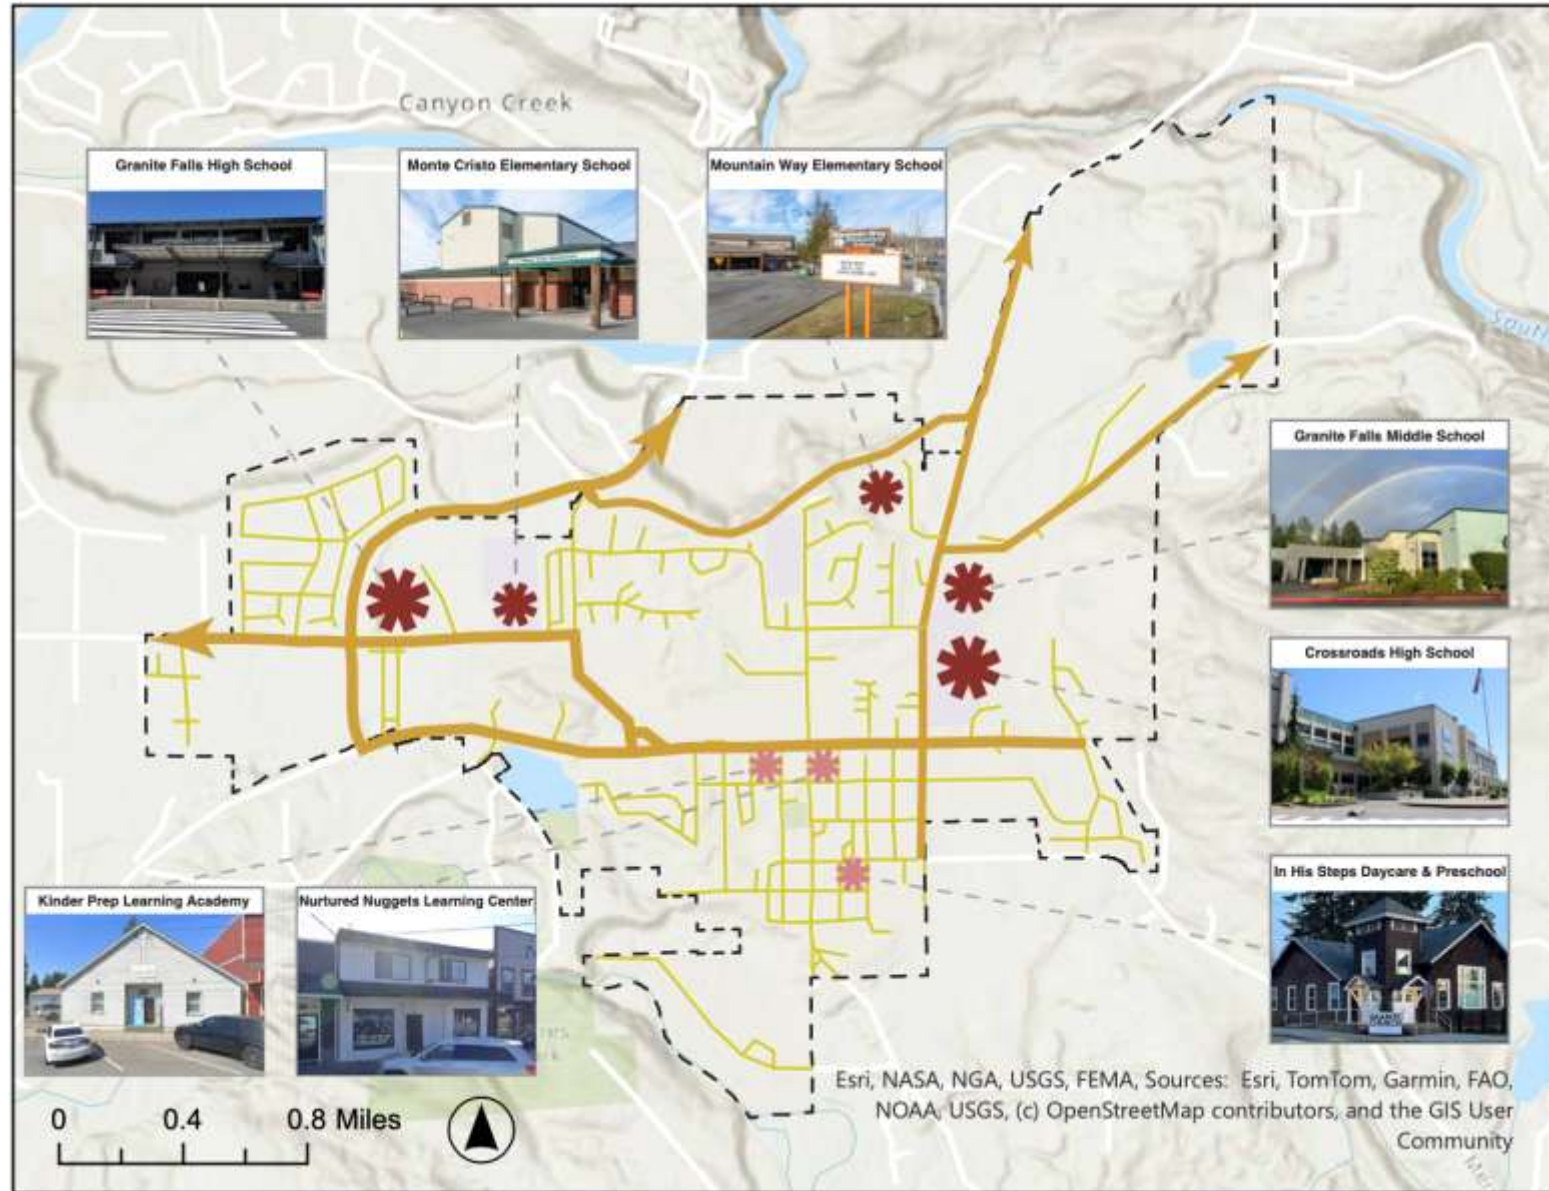 Canyon Creek
Granite Falls High School
Monte Cristo Elementary School
Mountain Way Elementary School
Granite Falls Middle School
Crossroads High School
Kinder Prep Learning Academy
Nurtured Nuggets Learning Center
In His Steps Daycare & Preschool
Esri, NASA, NGA, USGS, FEMA, Sources: Esri, TomTom, Garmin, FAO,
NOAA, USGS, (c) OpenStreetMap contributors, and the GIS User
Community
0 0.4 0.8 Miles